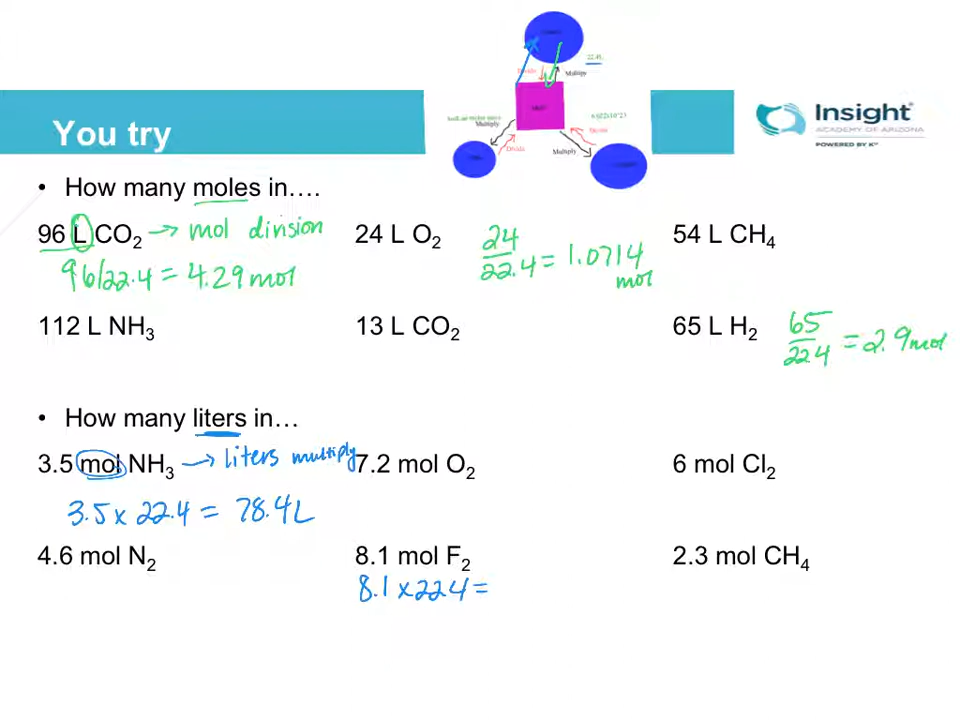 22.4L
Divide
Multiply
Insight
ACADEMY OF ARIZONA
POWERED BY K¹²
You try
Multiply
Divide
Multiply
Divide
• How many moles in….
96 L CO₂ → mol division
24 L O₂
24/22.4 = 1.0714 mol
54 L CH₄
96/22.4 = 4.29 mol
112 L NH₃
13 L CO₂
65 L H₂
65/22.4 = 2.9 mol
• How many liters in…
3.5 mol NH₃ → liters multiply
7.2 mol O₂
6 mol Cl₂
3.5 x 22.4 = 78.4 L
4.6 mol N₂
8.1 mol F₂
2.3 mol CH₄
8.1 x 22.4 =